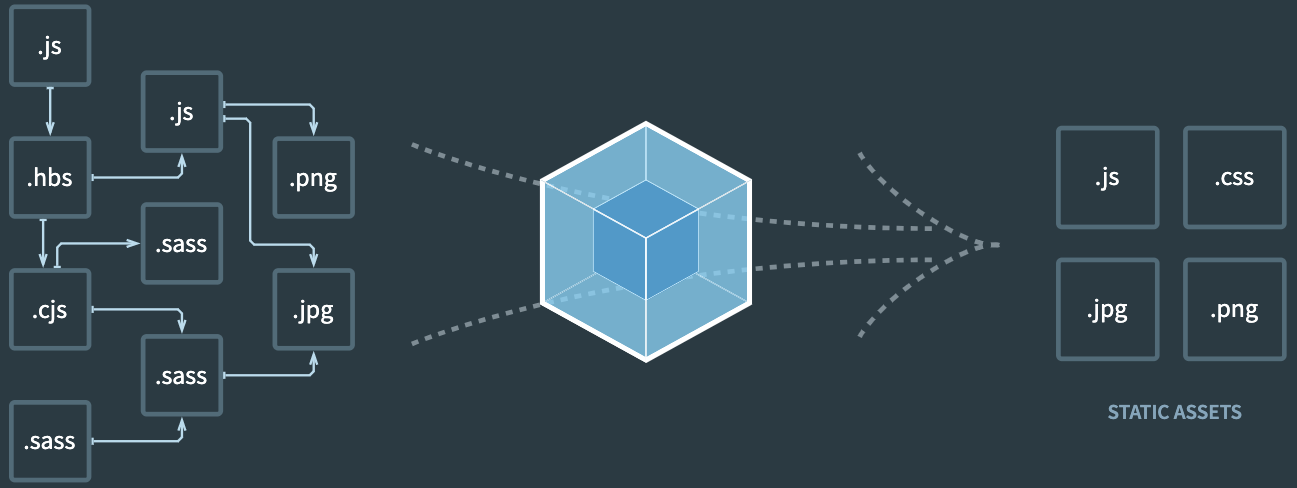 .js
.js
.hbs
.png
.sass
.cjs
.jpg
.sass
.sass
.js
.css
.jpg
.png
STATIC ASSETS